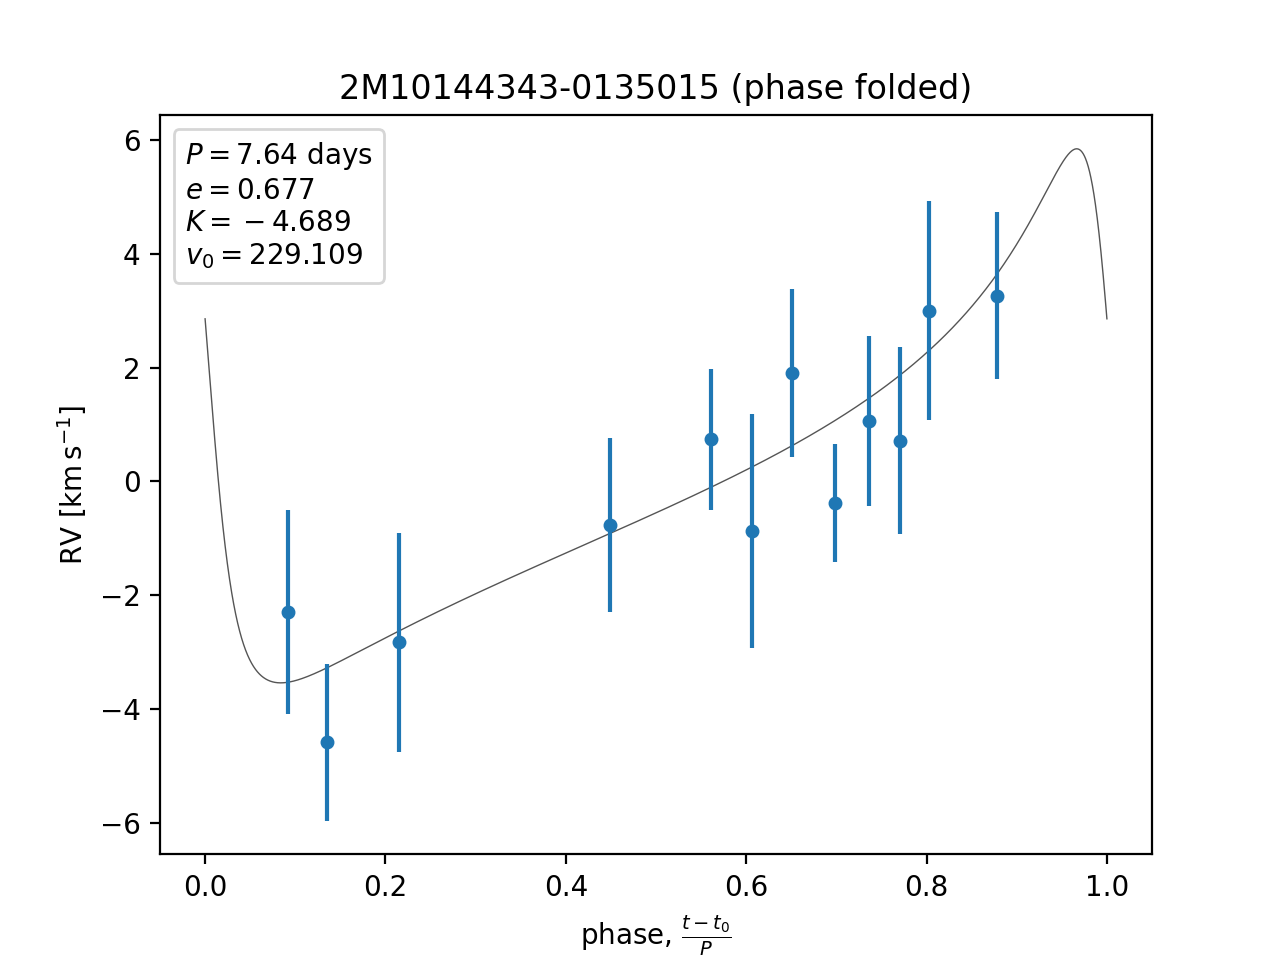 2M10144343-0135015 (phase folded)
P = 7.64 days
e = 0.677
K = −4.689
v₀ = 229.109
6
4
2
0
−2
−4
−6
RV [km s⁻¹]
0.0 0.2 0.4 0.6 0.8 1.0
phase, (t − t₀)/P